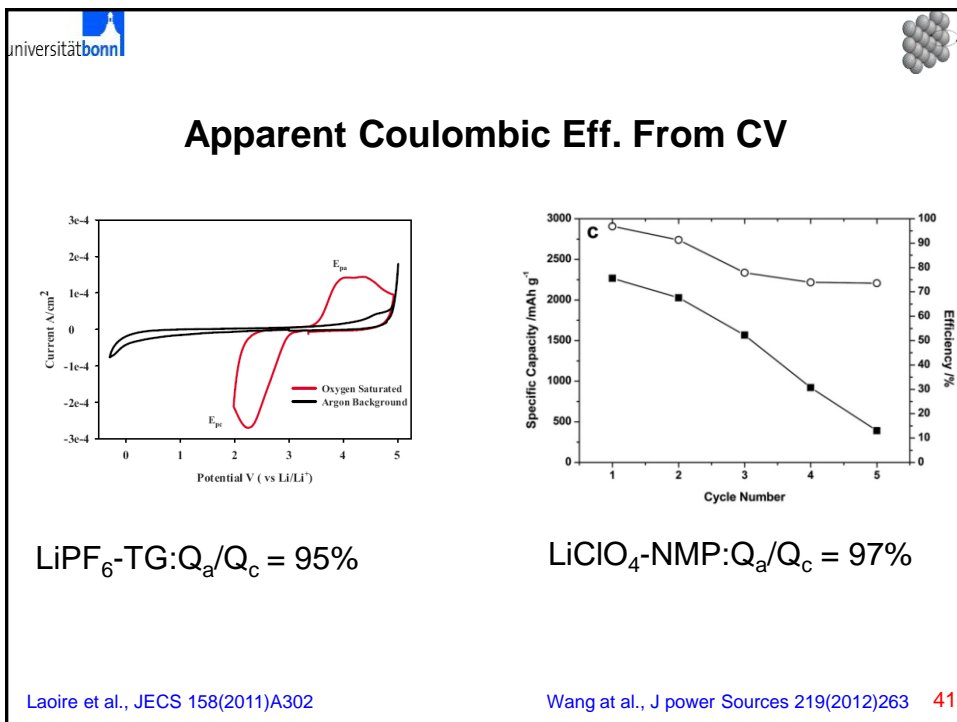 universitätbonn
Apparent Coulombic Eff. From CV
3e-4
2e-4
1e-4
0
-1e-4
-2e-4
-3e-4
Current A/cm²
E_pa
E_pc
Oxygen Saturated
Argon Background
0 1 2 3 4 5
Potential V ( vs Li/Li⁺)
3000
2500
2000
1500
1000
500
0
Specific Capacity /mAh g⁻¹
c
100
90
80
70
60
50
40
30
20
10
0
Efficiency /%
1 2 3 4 5
Cycle Number
LiPF₆-TG:Qₐ/Q_c = 95%
LiClO₄-NMP:Qₐ/Q_c = 97%
Laoire et al., JECS 158(2011)A302
Wang at al., J power Sources 219(2012)263
41